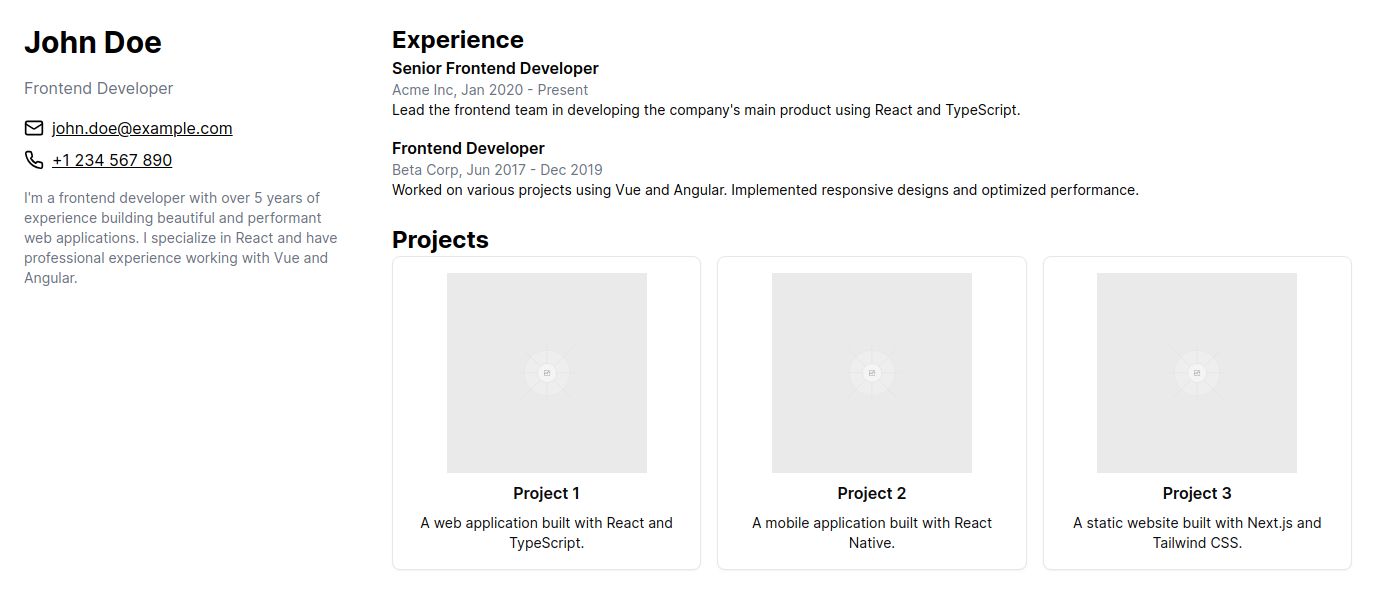 John Doe
Frontend Developer
john.doe@example.com
+1 234 567 890
I'm a frontend developer with over 5 years of
experience building beautiful and performant
web applications. I specialize in React and have
professional experience working with Vue and
Angular.
Experience
Senior Frontend Developer
Acme Inc, Jan 2020 - Present
Lead the frontend team in developing the company's main product using React and TypeScript.
Frontend Developer
Beta Corp, Jun 2017 - Dec 2019
Worked on various projects using Vue and Angular. Implemented responsive designs and optimized performance.
Projects
Project 1
A web application built with React and
TypeScript.
Project 2
A mobile application built with React
Native.
Project 3
A static website built with Next.js and
Tailwind CSS.